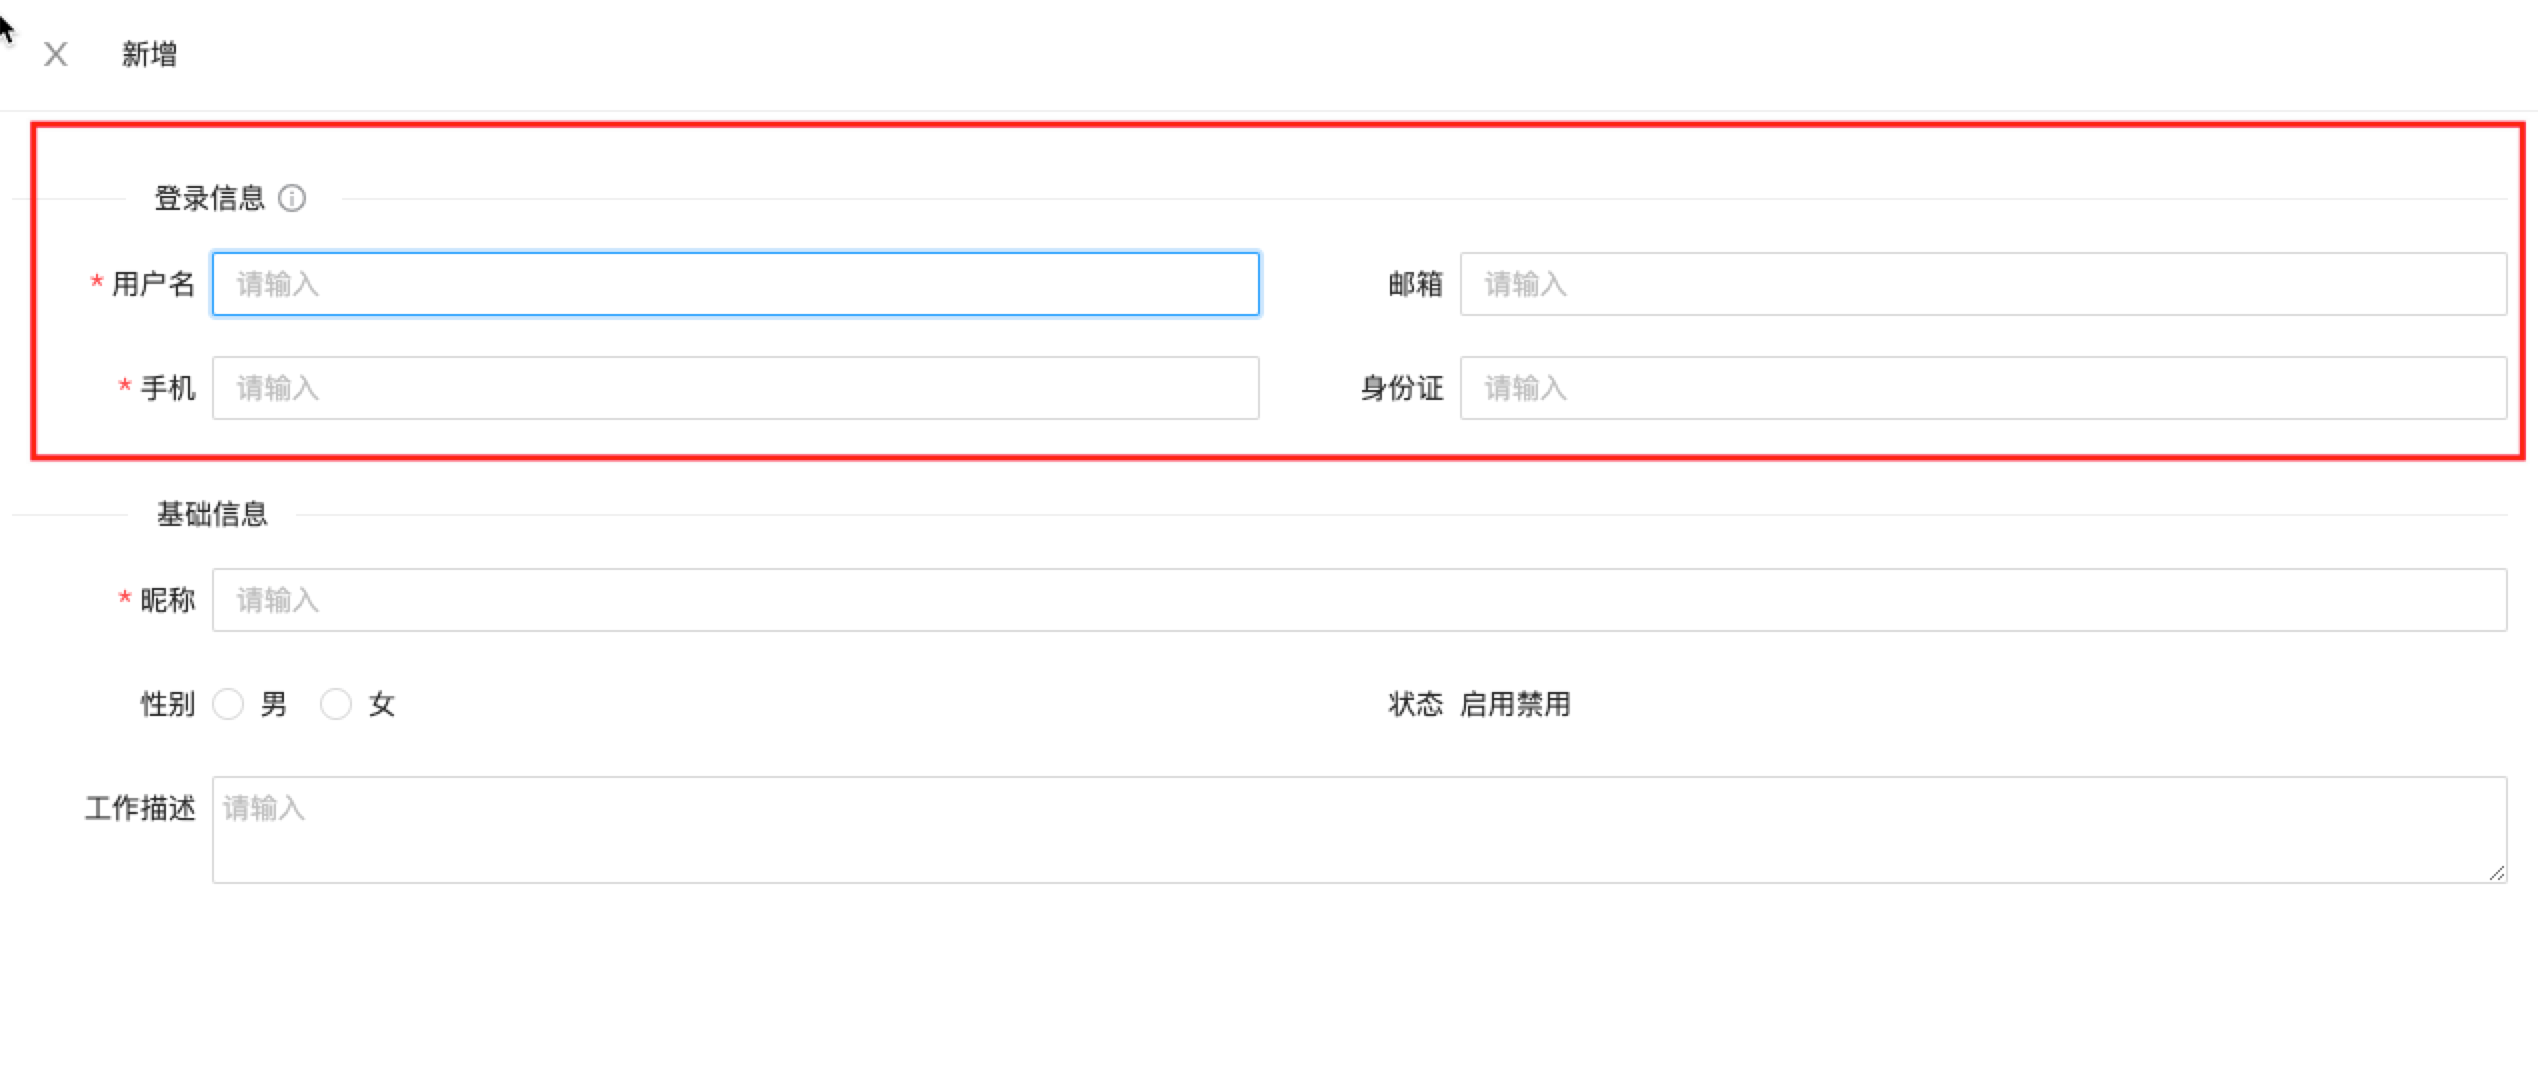 新增
登录信息
* 用户名 请输入 邮箱 请输入
* 手机 请输入 身份证 请输入
基础信息
* 昵称 请输入
性别 男 女 状态 启用禁用
工作描述 请输入